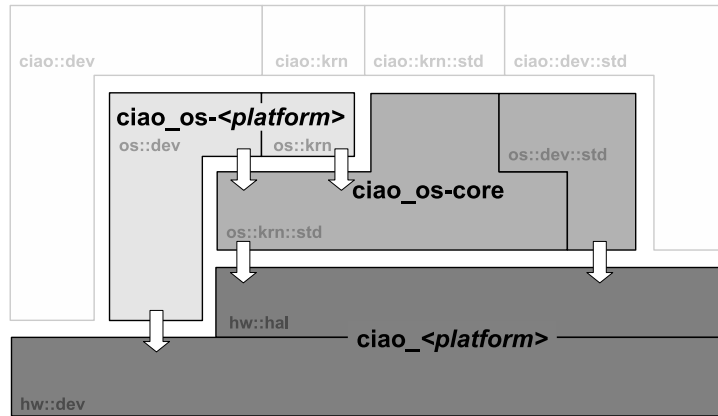 ciao::dev
ciao::krn
ciao::krn::std
ciao::dev::std
ciao_os-<platform>
os::dev
os::krn
os::dev::std
ciao_os-core
os::krn::std
hw::hal
ciao_<platform>
hw::dev